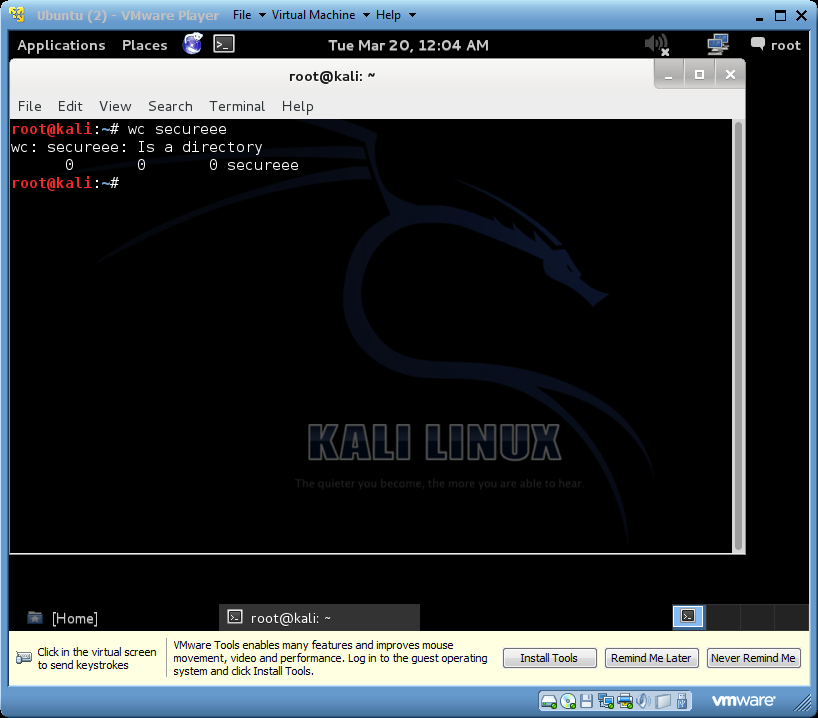 Ubuntu (2) - VMware Player File Virtual Machine Help
Applications Places Tue Mar 20, 12:04 AM root
root@kali: ~
File Edit View Search Terminal Help
root@kali:~# wc secureee
wc: secureee: Is a directory
0 0 0 secureee
root@kali:~#
KALI LINUX
The quieter you become, the more you are able to hear.
[Home] root@kali: ~
Click in the virtual screen
to send keystrokes
VMware Tools enables many features and improves mouse
movement, video and performance. Log in to the guest operating
system and click Install Tools.
Install Tools Remind Me Later Never Remind Me
vmware